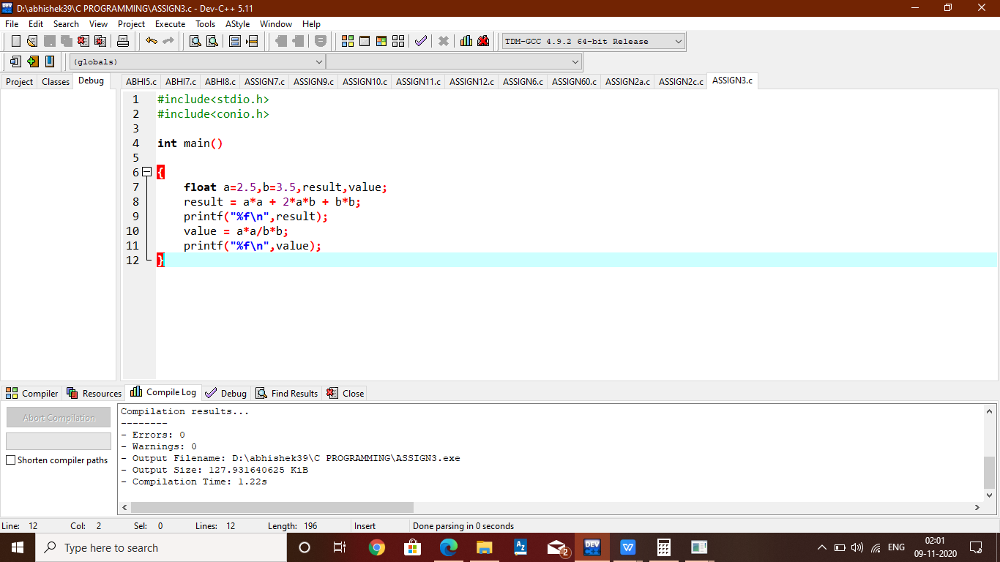 D:\abhishek39\C PROGRAMMING\ASSIGN3.c - Dev-C++ 5.11
File Edit Search View Project Execute Tools AStyle Window Help
TDM-GCC 4.9.2 64-bit Release
(globals)
Project Classes Debug
ABHI5.c ABHI7.c ABHI8.c ASSIGN7.c ASSIGN9.c ASSIGN10.c ASSIGN11.c ASSIGN12.c ASSIGN6.c ASSIGN60.c ASSIGN2a.c ASSIGN2c.c ASSIGN3.c
1 #include<stdio.h>
2 #include<conio.h>
3
4 int main()
5
6 {
7 float a=2.5,b=3.5,result,value;
8 result = a*a + 2*a*b + b*b;
9 printf("%f\n",result);
10 value = a*a/b*b;
11 printf("%f\n",value);
12 }
Compiler Resources Compile Log Debug Find Results Close
Abort Compilation
Shorten compiler paths
Compilation results...
--------
- Errors: 0
- Warnings: 0
- Output Filename: D:\abhishek39\C PROGRAMMING\ASSIGN3.exe
- Output Size: 127.931640625 KiB
- Compilation Time: 1.22s
Line: 12 Col: 2 Sel: 0 Lines: 12 Length: 196 Insert Done parsing in 0 seconds
Type here to search
A Z
2
DEV
W
ENG
02:01
09-11-2020